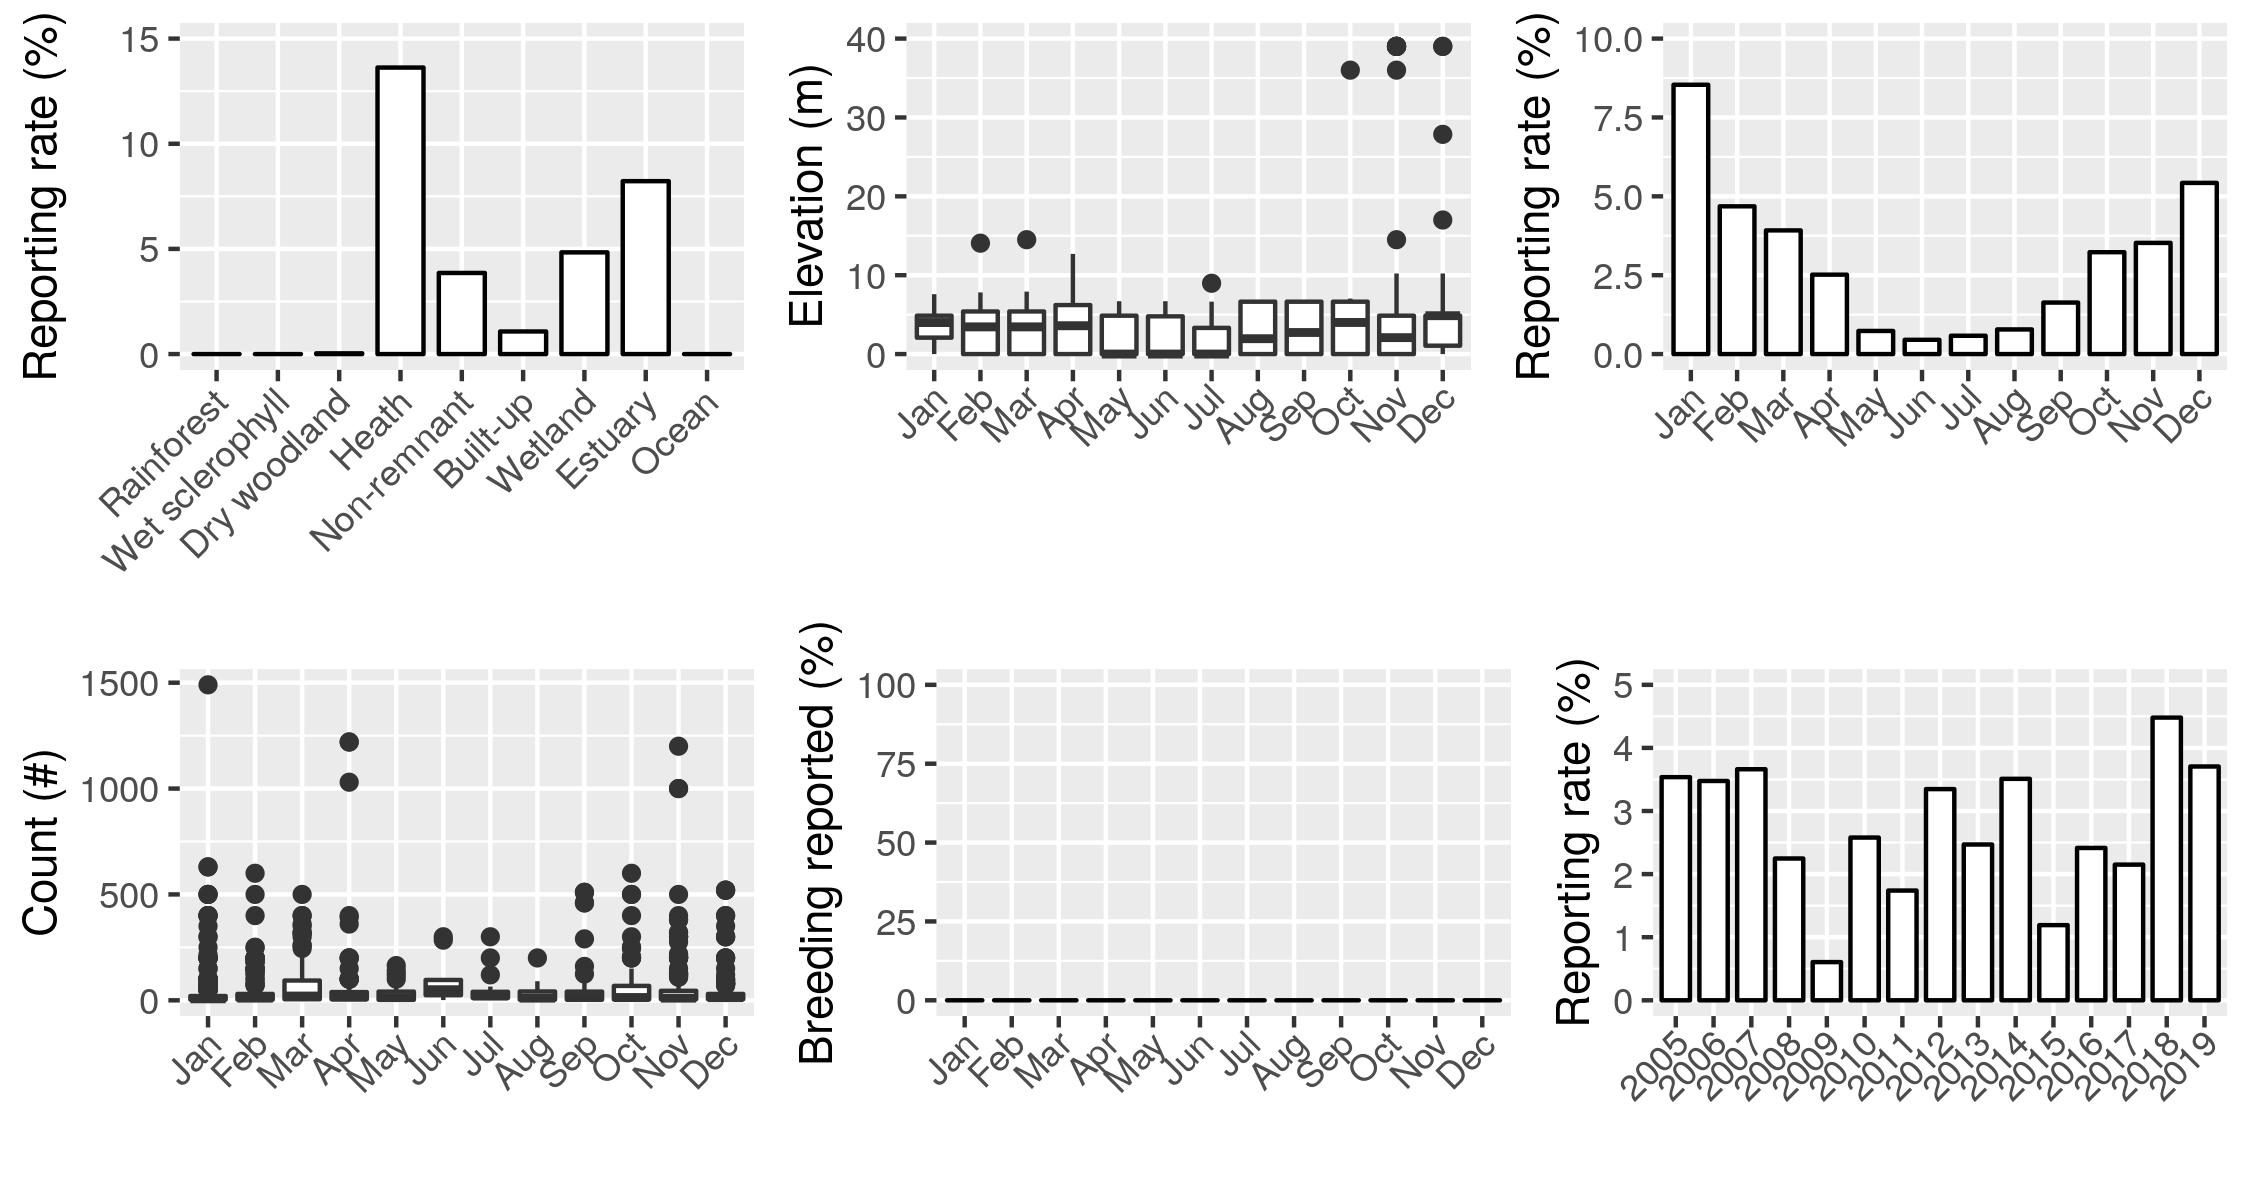 Reporting rate (%)
15
10
5
0
Rainforest
Wet sclerophyll
Dry woodland
Heath
Non-remnant
Built-up
Wetland
Estuary
Ocean
Elevation (m)
40
30
20
10
0
Jan
Feb
Mar
Apr
May
Jun
Jul
Aug
Sep
Oct
Nov
Dec
Reporting rate (%)
10.0
7.5
5.0
2.5
0.0
Jan
Feb
Mar
Apr
May
Jun
Jul
Aug
Sep
Oct
Nov
Dec
Count (#)
1500
1000
500
0
Jan
Feb
Mar
Apr
May
Jun
Jul
Aug
Sep
Oct
Nov
Dec
Breeding reported (%)
100
75
50
25
0
Jan
Feb
Mar
Apr
May
Jun
Jul
Aug
Sep
Oct
Nov
Dec
Reporting rate (%)
5
4
3
2
1
0
2005
2006
2007
2008
2009
2010
2011
2012
2013
2014
2015
2016
2017
2018
2019